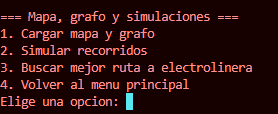 === Mapa, grafo y simulaciones ===
1. Cargar mapa y grafo
2. Simular recorridos
3. Buscar mejor ruta a electrolinera
4. Volver al menu principal
Elige una opcion: